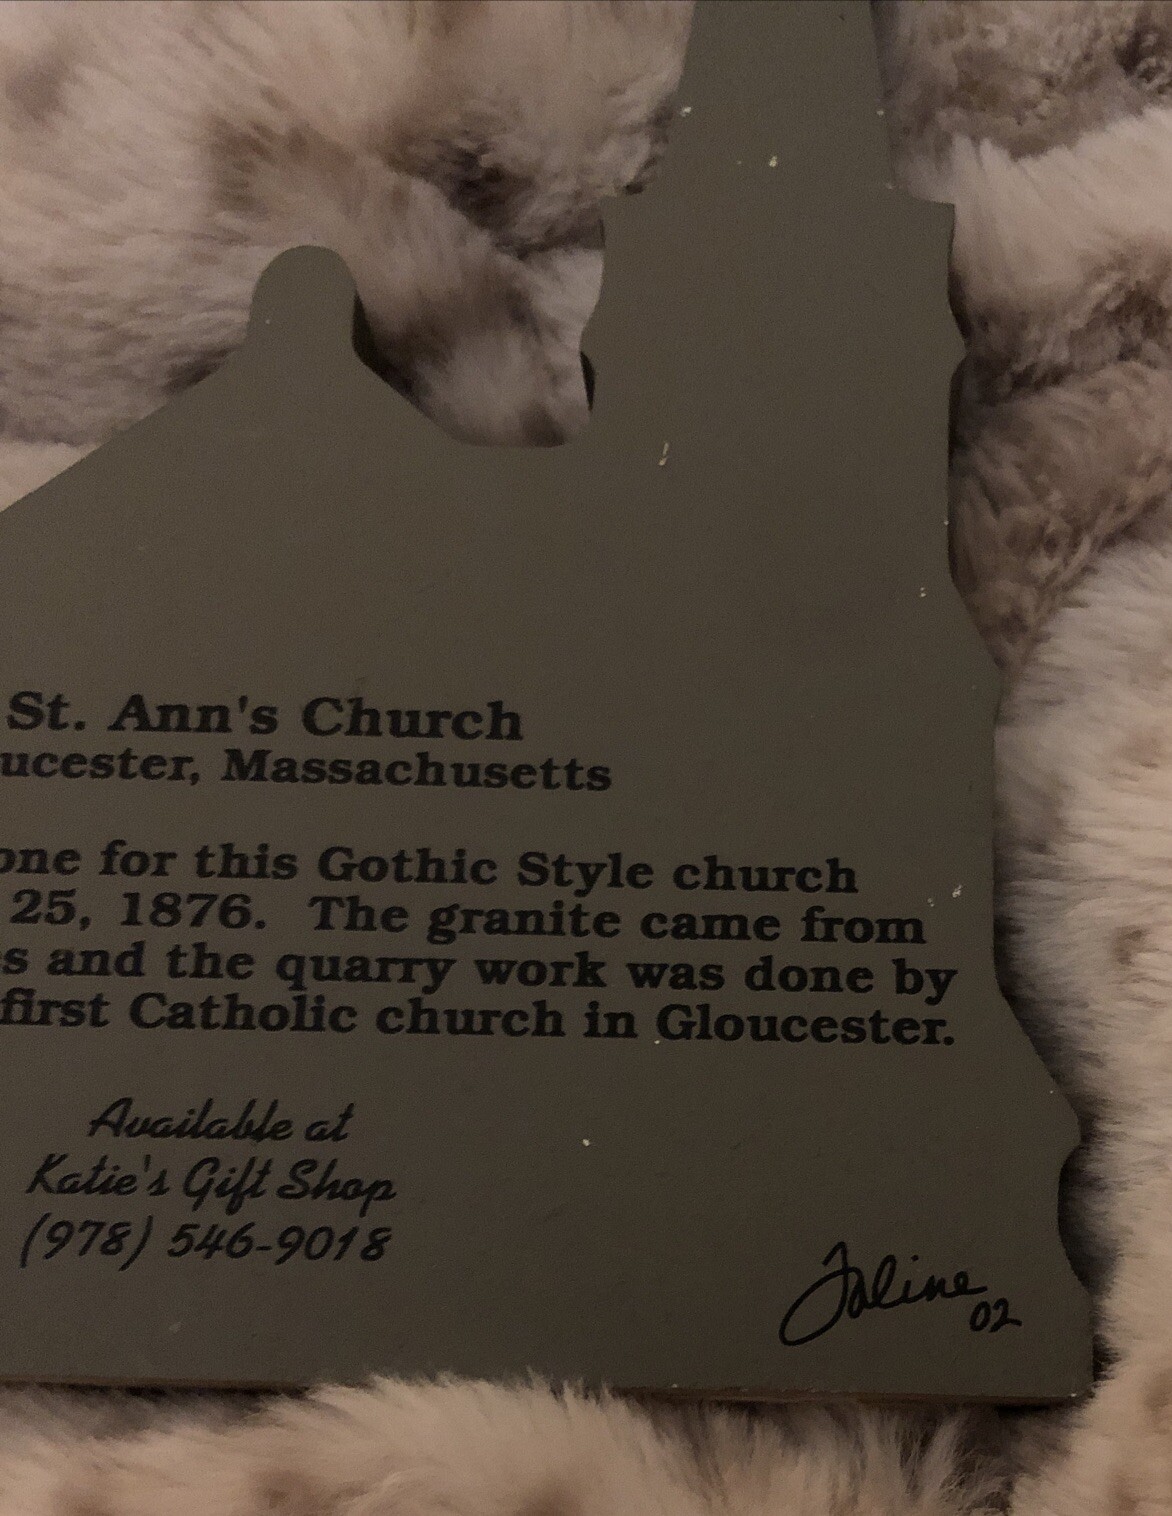 St. Ann's Church
ucester, Massachusetts
one for this Gothic Style church
25, 1876. The granite came from
s and the quarry work was done by
first Catholic church in Gloucester.
Available at
Katie's Gift Shop
(978) 546-9018
Faline
02